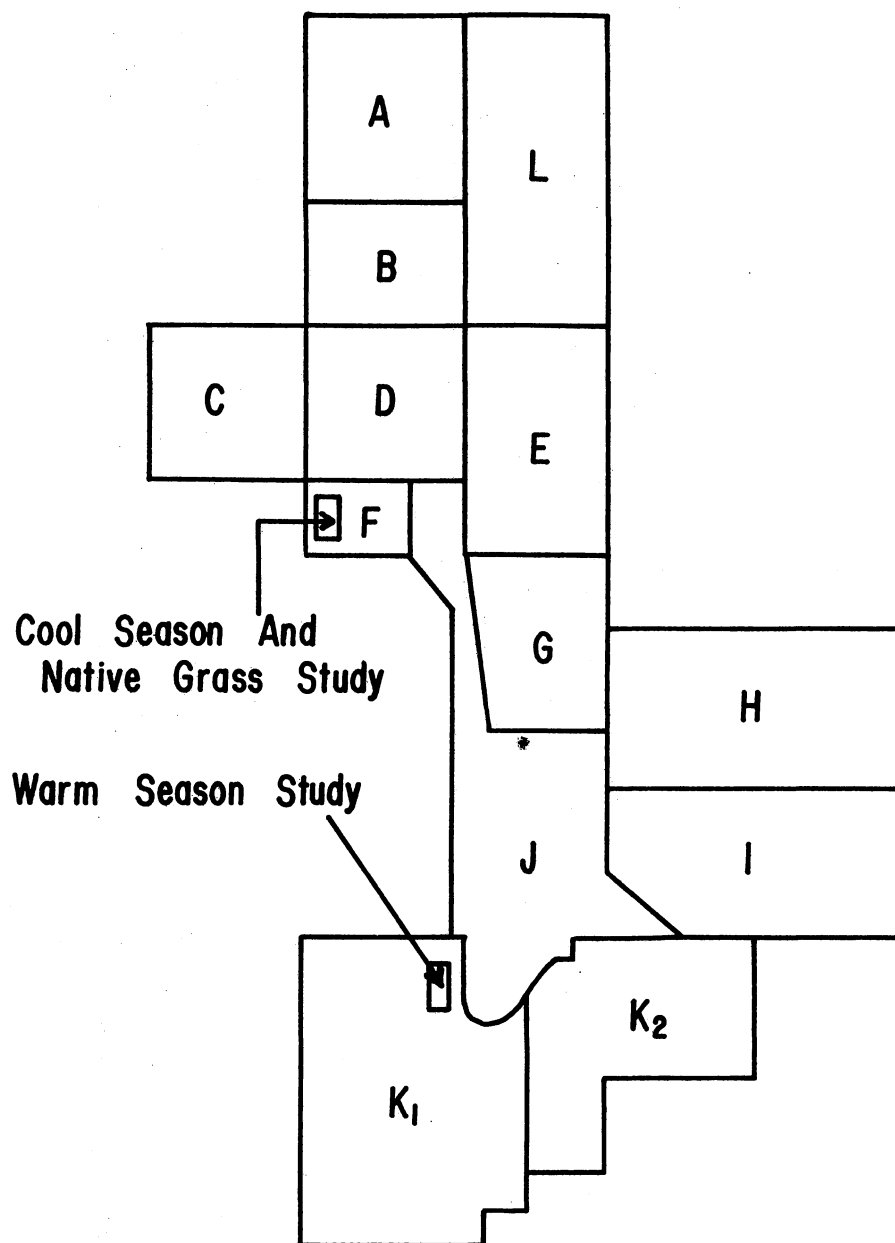 A
L
B
C
D
E
F
Cool Season And
Native Grass Study
G
H
Warm Season Study
J
I
K₂
K₁